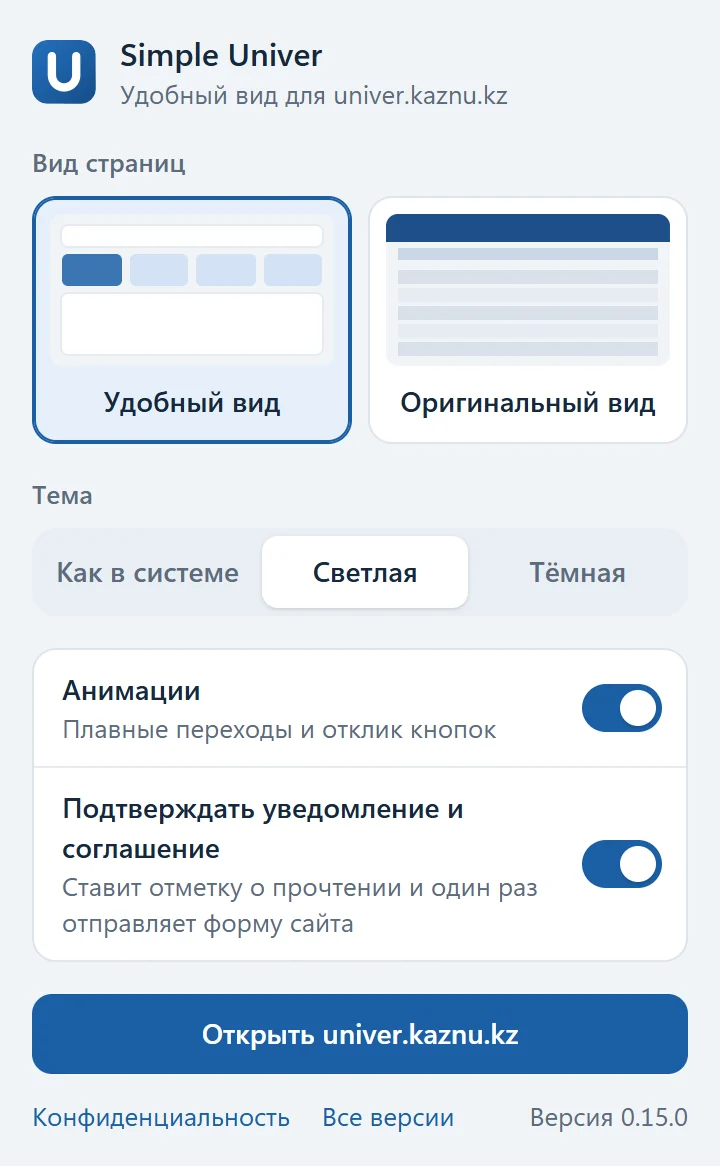 U
Simple Univer
Удобный вид для univer.kaznu.kz
Вид страниц
Удобный вид
Оригинальный вид
Тема
Как в системе
Светлая
Тёмная
Анимации
Плавные переходы и отклик кнопок
Подтверждать уведомление и
соглашение
Ставит отметку о прочтении и один раз
отправляет форму сайта
Открыть univer.kaznu.kz
Конфиденциальность
Все версии
Версия 0.15.0